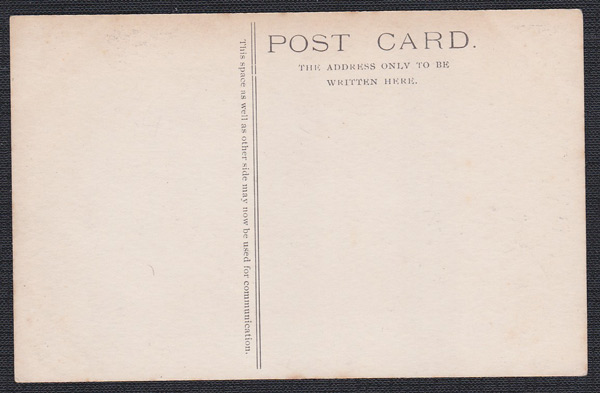 This space as well as other side may now be used for communication.
POST CARD.
THE ADDRESS ONLY TO BE
WRITTEN HERE.